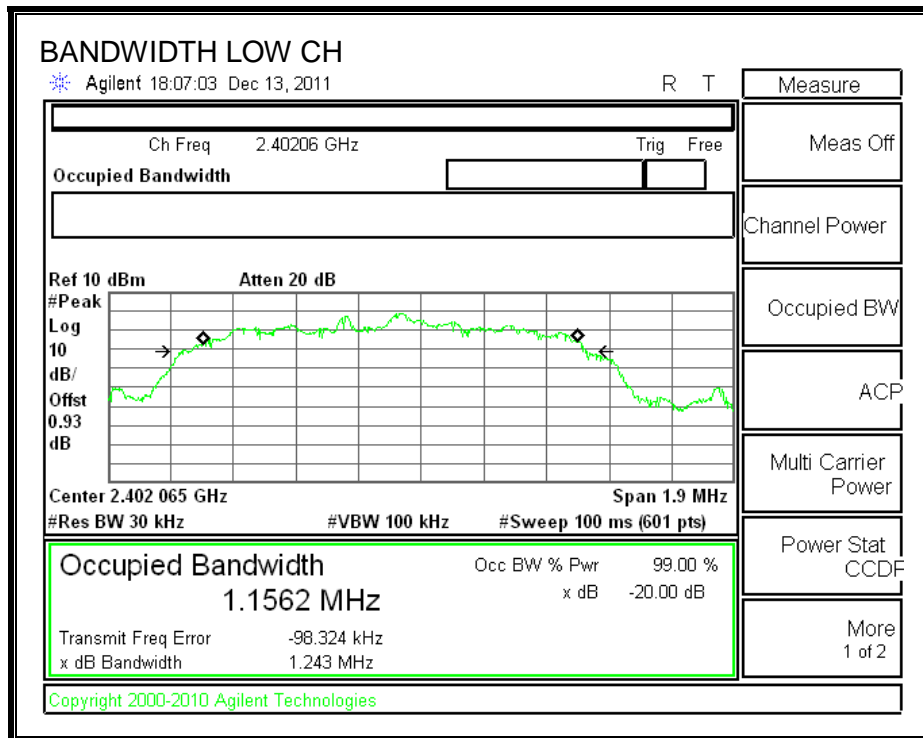 BANDWIDTH LOW CH
Agilent 18:07:03 Dec 13, 2011 R T
Measure
Ch Freq 2.40206 GHz Trig Free
Meas Off
Occupied Bandwidth
Channel Power
Ref 10 dBm Atten 20 dB
#Peak
Log
10
dB/
Offst
0.93
dB
Occupied BW
ACP
Center 2.402 065 GHz Span 1.9 MHz
#Res BW 30 kHz #VBW 100 kHz #Sweep 100 ms (601 pts)
Multi Carrier
Power
Occupied Bandwidth
1.1562 MHz
Occ BW % Pwr 99.00 %
x dB -20.00 dB
Transmit Freq Error -98.324 kHz
x dB Bandwidth 1.243 MHz
Power Stat
CCDF
More
1 of 2
Copyright 2000-2010 Agilent Technologies